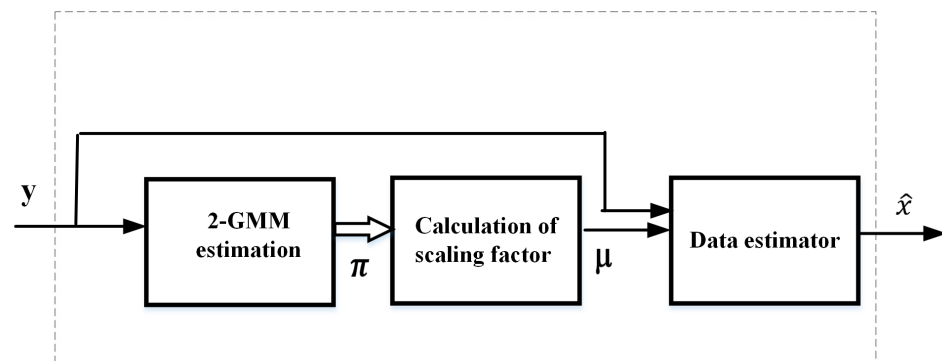 y
2-GMM
estimation
π
Calculation of
scaling factor
μ
Data estimator
x̂